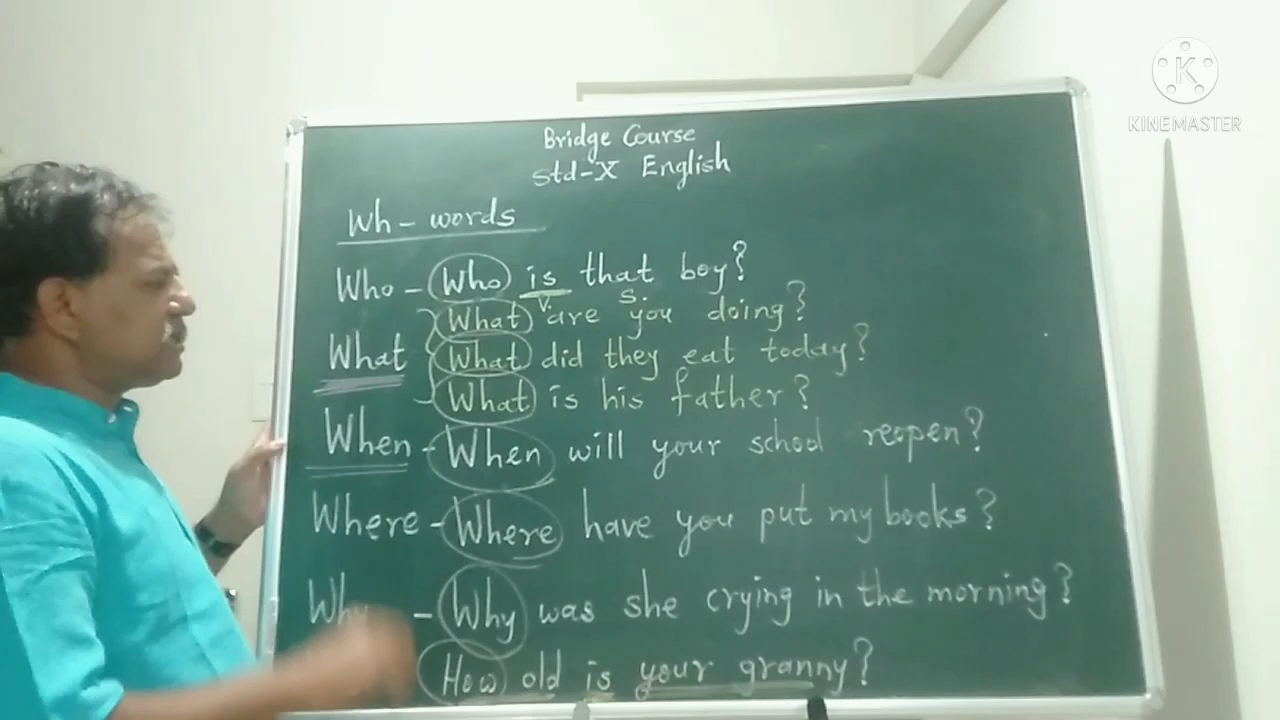 Bridge Course
Std-X English
Wh - words
Who - Who is that boy?
V. S.
What are you doing?
What What did they eat today?
What is his father?
When - When will your school reopen?
Where - Where have you put my books?
Why - Why was she crying in the morning?
How old is your granny?
K
KINEMASTER